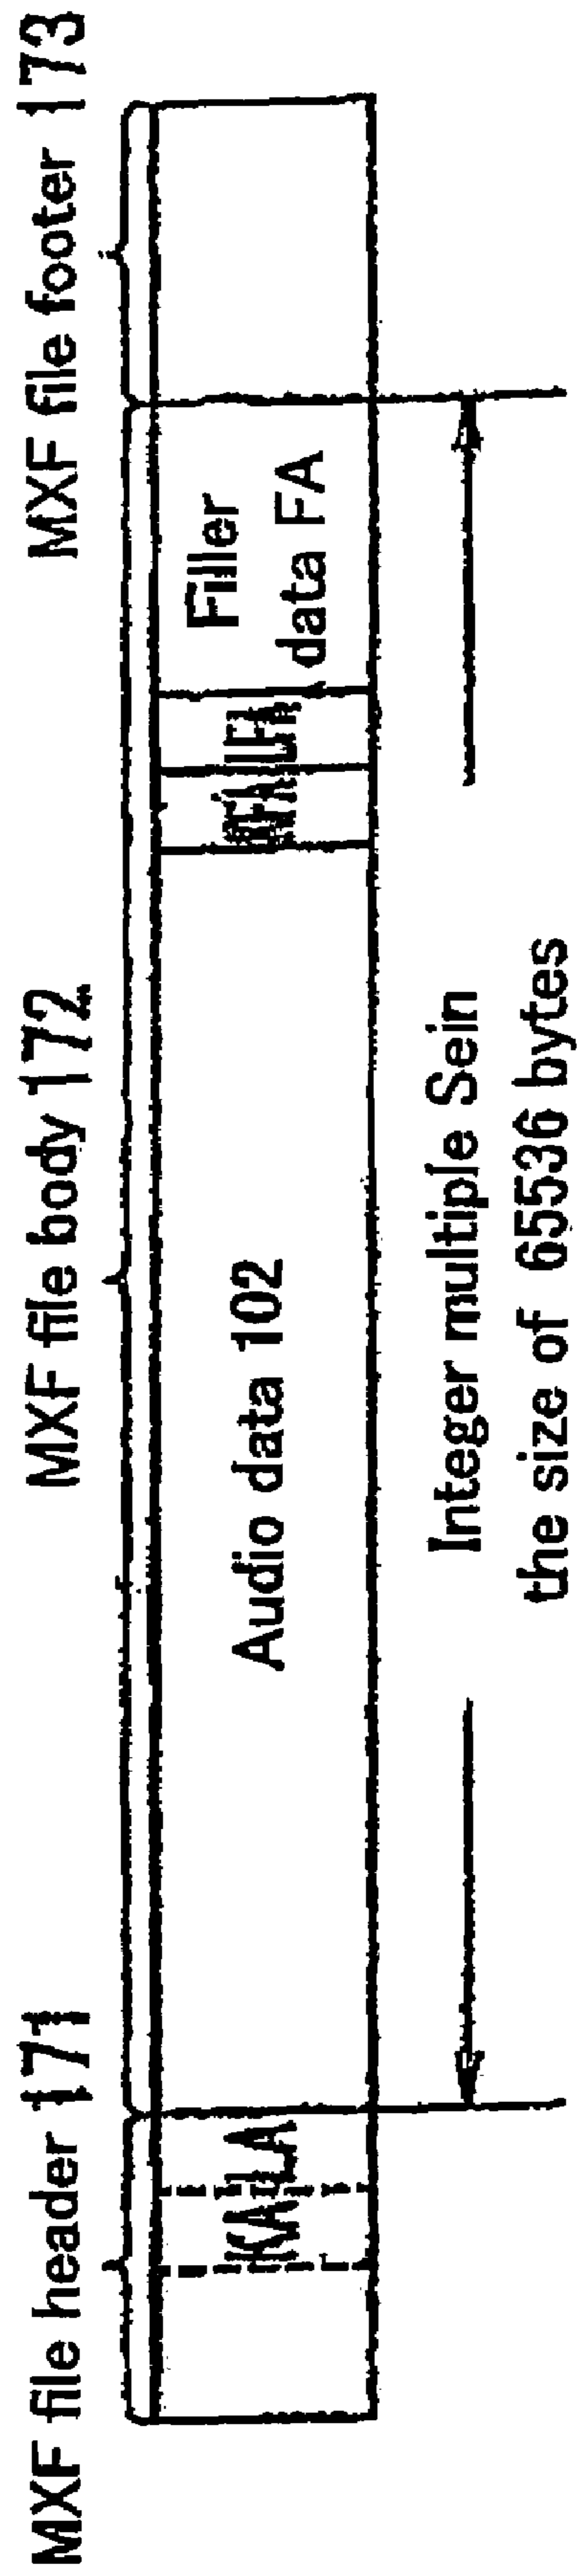 MXF file header 171
MXF file body 172
MXF file footer 173
KA
LA
Audio data 102
Filler
data FA
Integer multiple Sein
the size of 65536 bytes